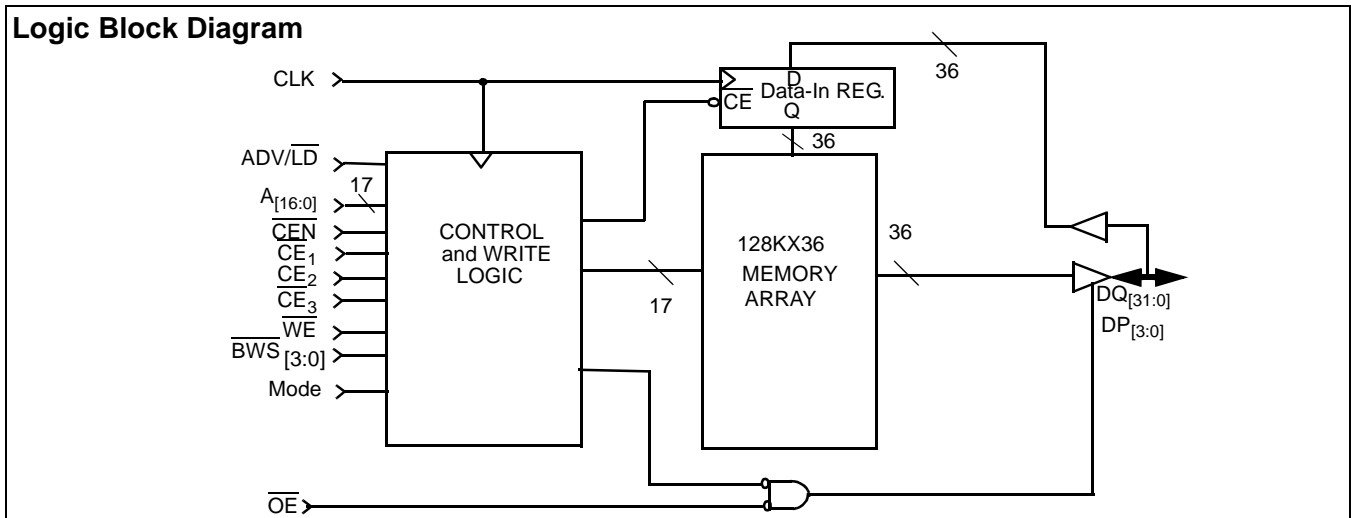 Logic Block Diagram
CLK
36
D
CE Data-In REG.
Q
36
ADV/LD
17
A[16:0]
CEN
CE1
CE2
CE3
WE
BWS[3:0]
Mode
CONTROL
and WRITE
LOGIC
17
128KX36
MEMORY
ARRAY
36
DQ[31:0]
DP[3:0]
OE